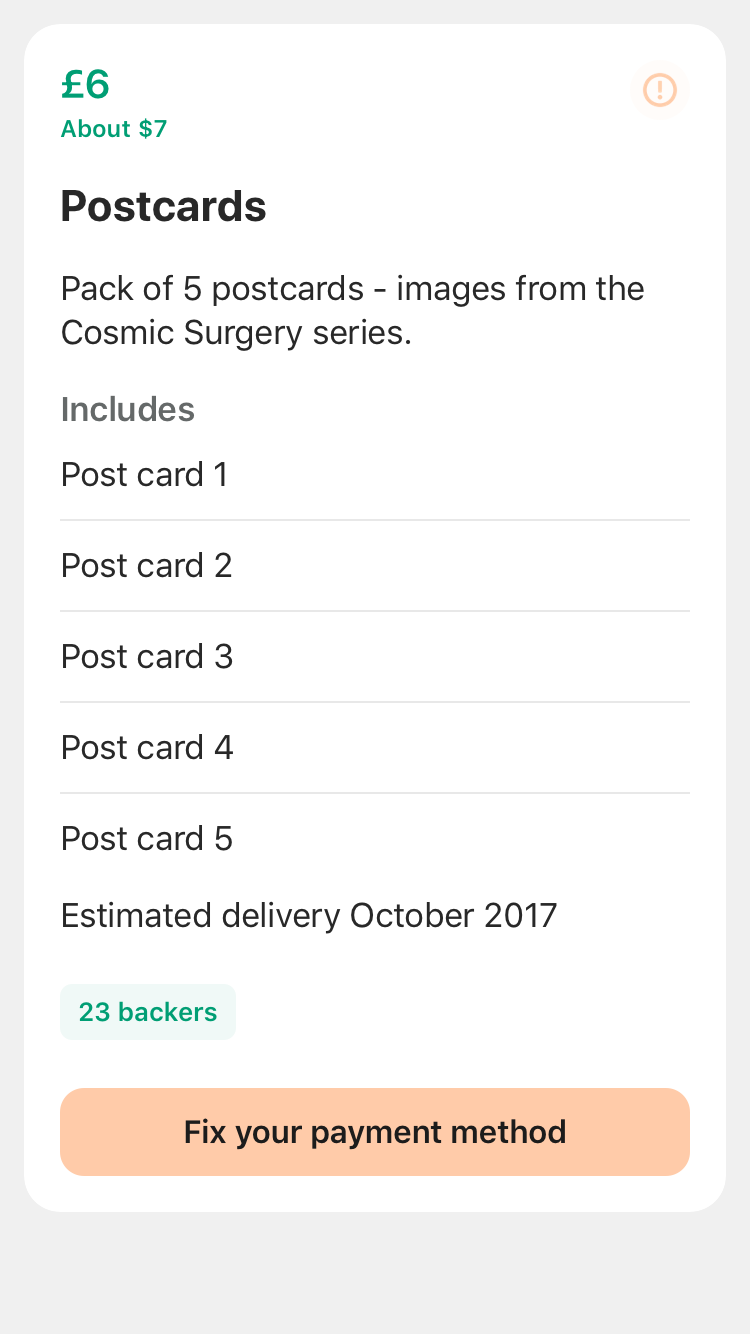 £6
About $7
Postcards
Pack of 5 postcards - images from the
Cosmic Surgery series.
Includes
Post card 1
Post card 2
Post card 3
Post card 4
Post card 5
Estimated delivery October 2017
23 backers
Fix your payment method